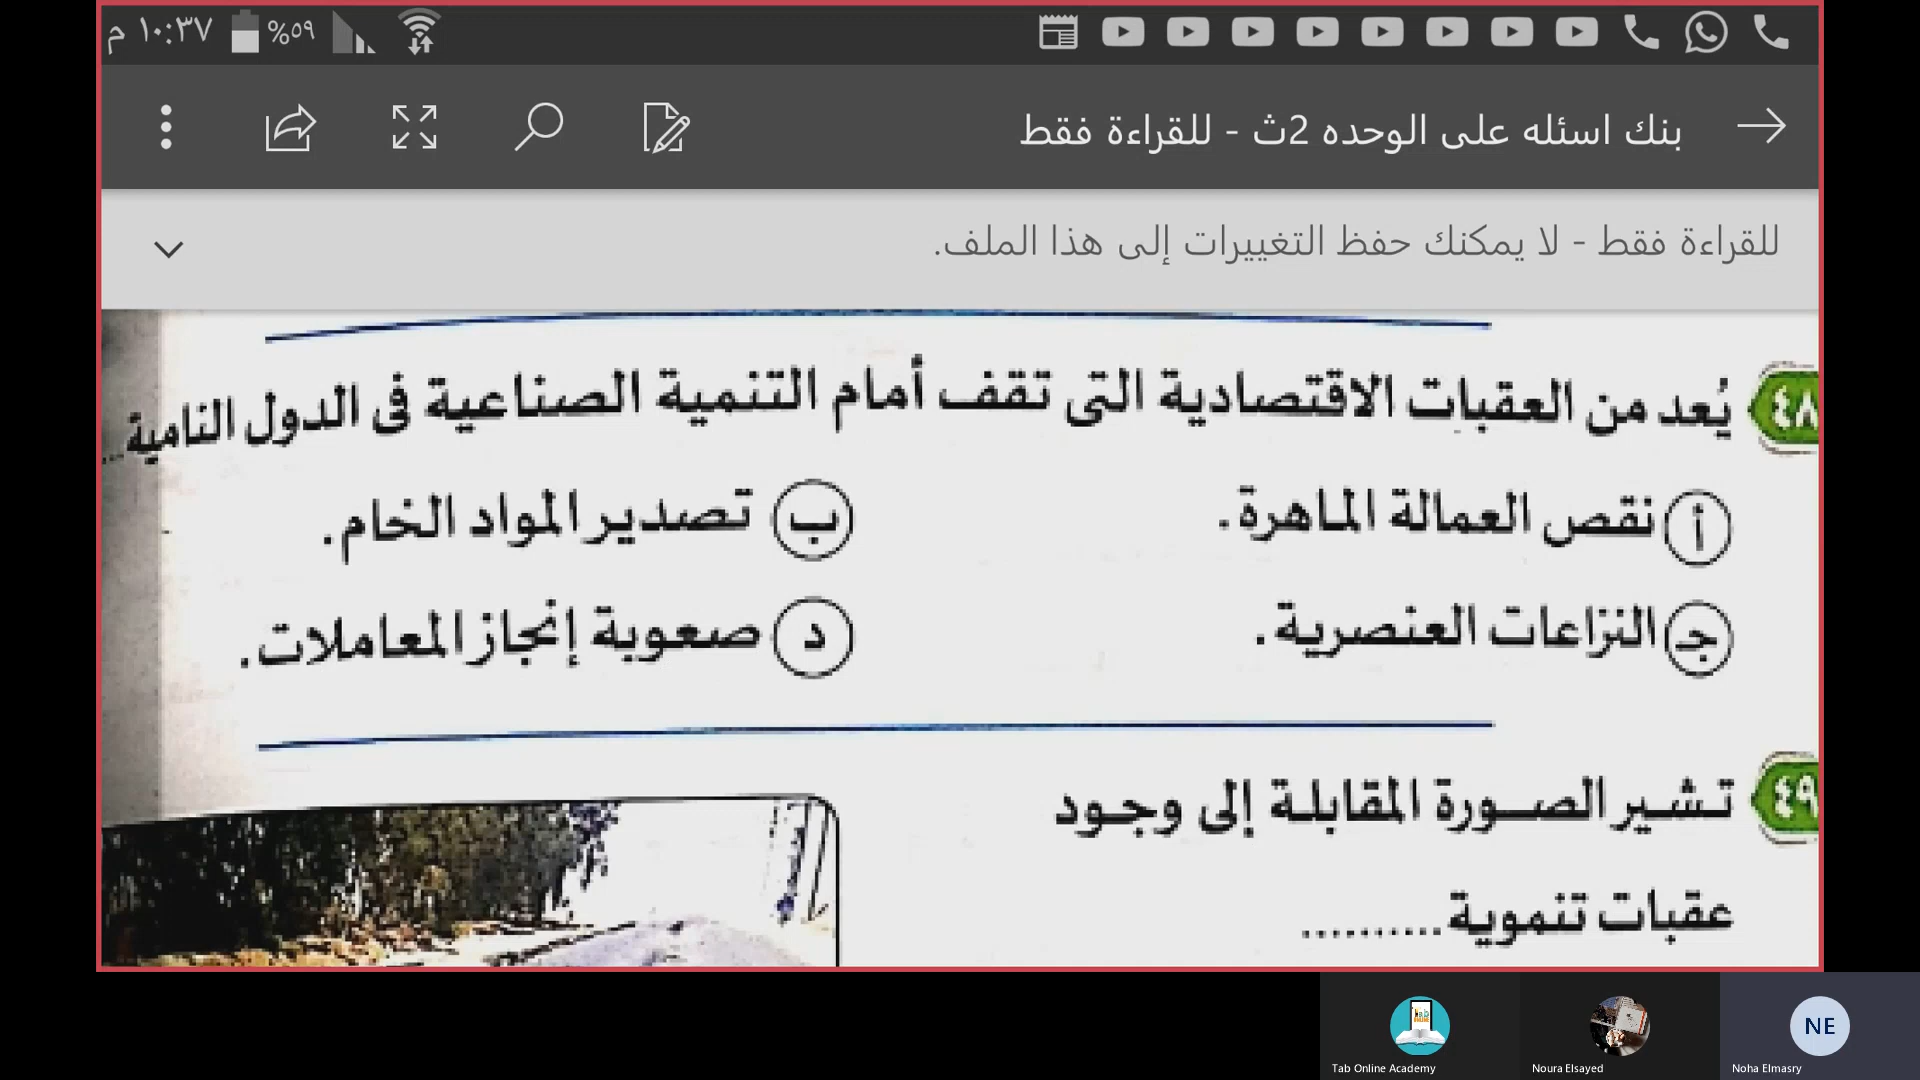 م ١٠:٣٧
%٥٩
بنك اسئله على الوحده 2ث - للقراءة فقط
للقراءة فقط - لا يمكنك حفظ التغييرات إلى هذا الملف.
٤٨ يُعد من العقبات الاقتصادية التى تقف أمام التنمية الصناعية فى الدول النامية...
أ نقص العمالة الماهرة. ب تصدير المواد الخام.
ج النزاعات العنصرية. د صعوبة إنجاز المعاملات.
٤٩ تشير الصورة المقابلة إلى وجود
عقبات تنموية..........
NE
Tab Online Academy
Noura Elsayed
Noha Elmasry